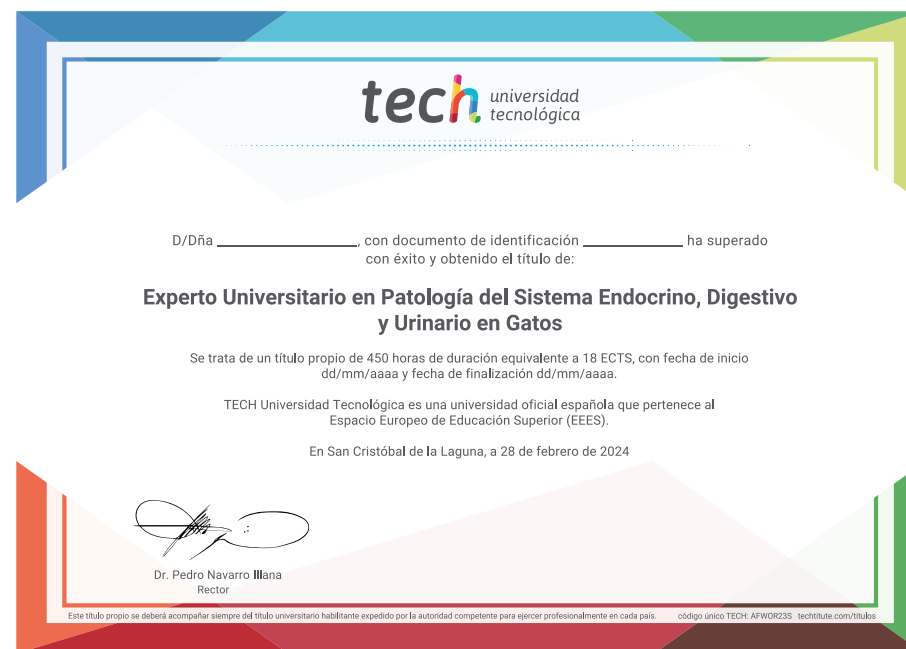 tech universidad
tecnológica
D/Dña ____________________, con documento de identificación ______________ ha superado
con éxito y obtenido el título de:
Experto Universitario en Patología del Sistema Endocrino, Digestivo
y Urinario en Gatos
Se trata de un título propio de 450 horas de duración equivalente a 18 ECTS, con fecha de inicio
dd/mm/aaaa y fecha de finalización dd/mm/aaaa.
TECH Universidad Tecnológica es una universidad oficial española que pertenece al
Espacio Europeo de Educación Superior (EEES).
En San Cristóbal de la Laguna, a 28 de febrero de 2024
Dr. Pedro Navarro Illana
Rector
Este título propio se deberá acompañar siempre del título universitario habilitante expedido por la autoridad competente para ejercer profesionalmente en cada país. código único TECH: AFWOR23S techtitute.com/titulos